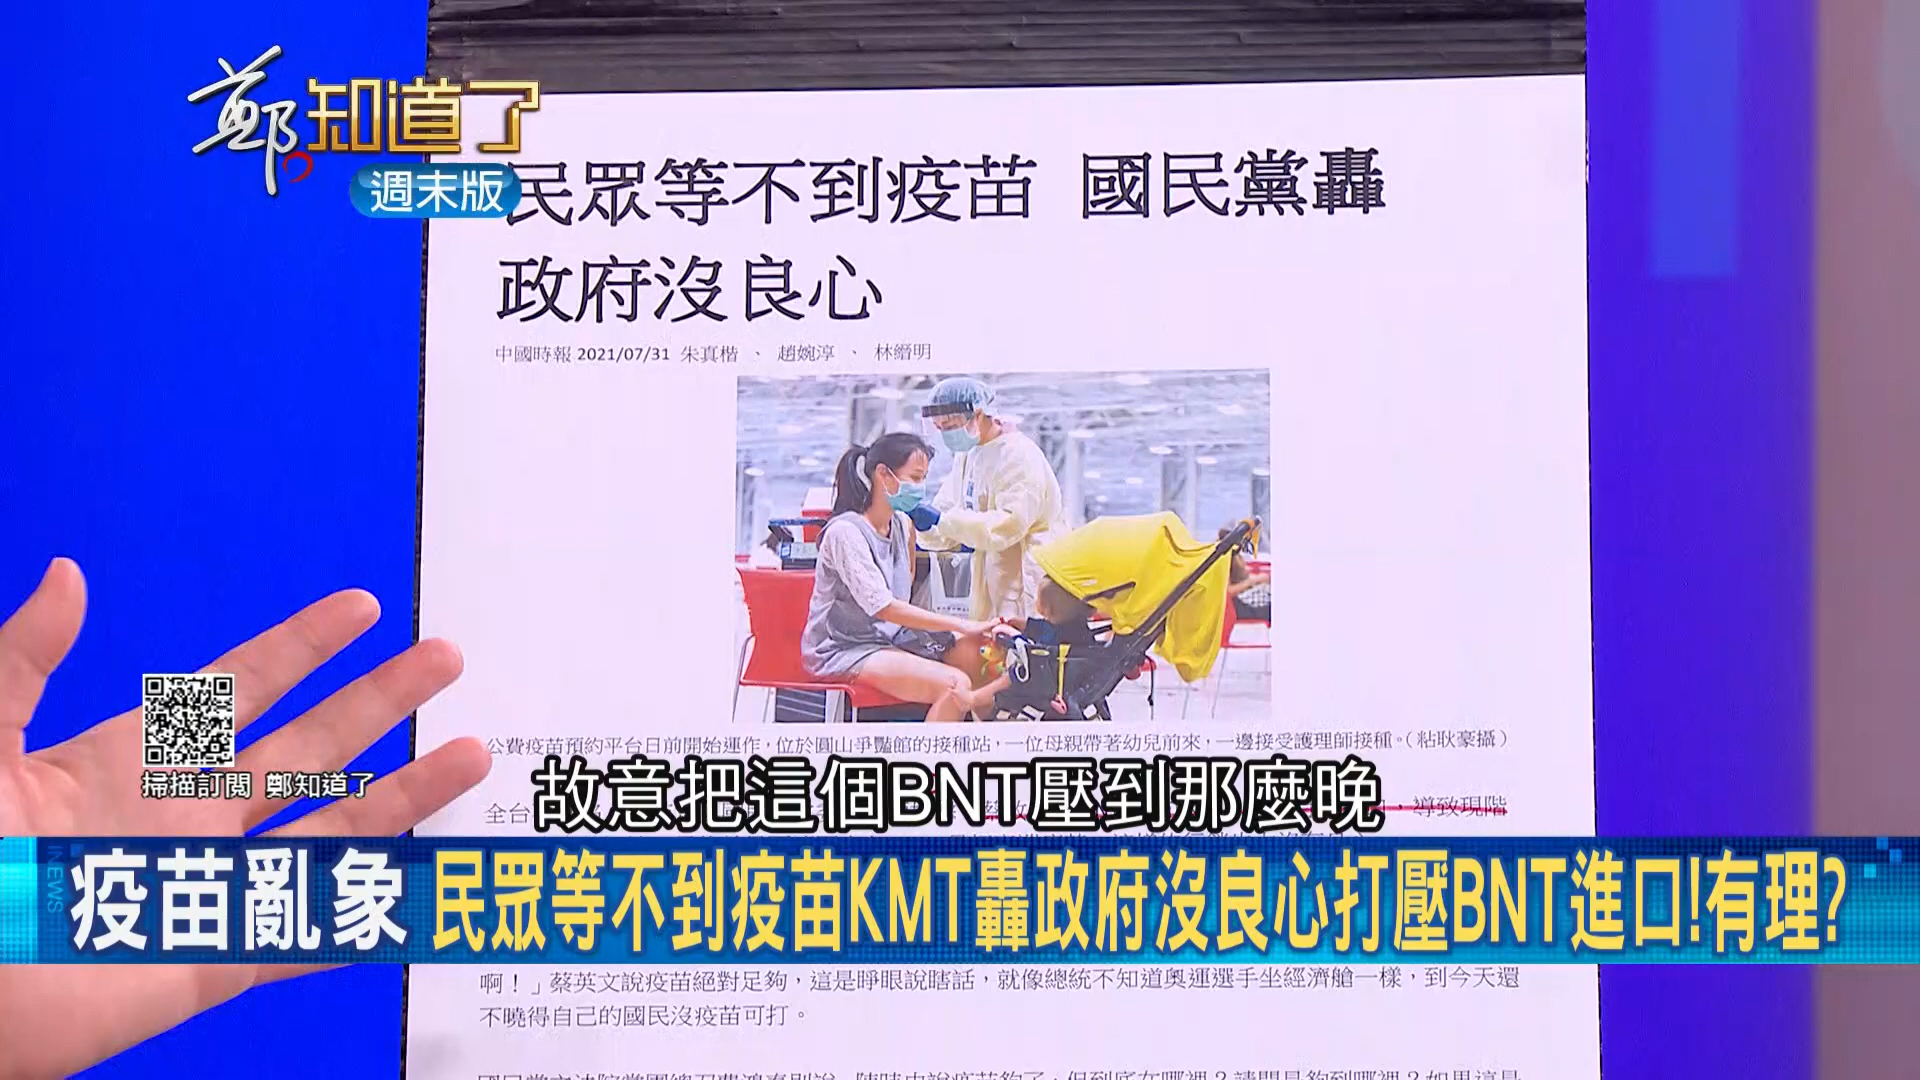 鄭知道了
週末版
民眾等不到疫苗 國民黨轟
政府沒良心
中國時報 2021/07/31 朱真楷 、 趙婉淳 、 林縉明
公費疫苗預約平台日前開始運作，位於圓山爭豔館的接種站，一位母親帶著幼兒前來，一邊接受護理師接種。（粘耿豪攝）
掃描訂閱 鄭知道了
全台
，導致現階
故意把這個BNT壓到那麼晚
INEWS
疫苗亂象 民眾等不到疫苗KMT轟政府沒良心打壓BNT進口!有理?
啊！」蔡英文說疫苗絕對足夠，這是睜眼說瞎話，就像總統不知道奧運選手坐經濟艙一樣，到今天還
不曉得自己的國民沒疫苗可打。